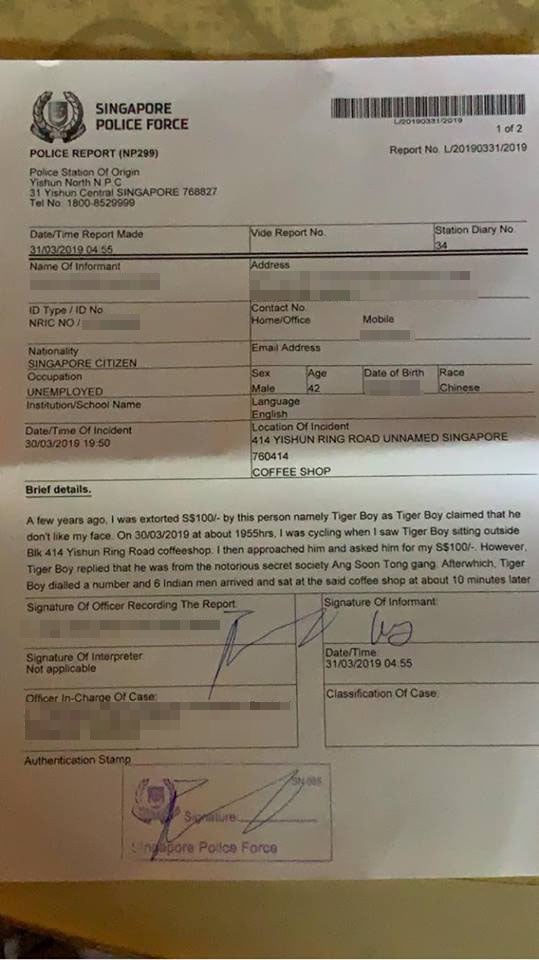 SINGAPORE
POLICE FORCE
L/20190331/2019
1 of 2
POLICE REPORT (NP299)
Report No. L/20190331/2019
Police Station Of Origin
Yishun North N P C
31 Yishun Central SINGAPORE 768827
Tel No: 1800-8529999
Date/Time Report Made
31/03/2019 04:55
Vide Report No.
Station Diary No.
34
Name Of Informant
Address
ID Type / ID No.
NRIC NO /
Contact No.
Home/Office
Mobile
Nationality
SINGAPORE CITIZEN
Email Address
Occupation
UNEMPLOYED
Sex
Male
Age
42
Date of Birth
Race
Chinese
Institution/School Name
Language
English
Date/Time Of Incident
30/03/2019 19:50
Location Of Incident
414 YISHUN RING ROAD UNNAMED SINGAPORE
760414
COFFEE SHOP
Brief details.
A few years ago, I was extorted S$100/- by this person namely Tiger Boy as Tiger Boy claimed that he
don't like my face. On 30/03/2019 at about 1955hrs, I was cycling when I saw Tiger Boy sitting outside
Blk 414 Yishun Ring Road coffeeshop. I then approached him and asked him for my S$100/-. However,
Tiger Boy replied that he was from the notorious secret society Ang Soon Tong gang. Afterwhich, Tiger
Boy dialled a number and 6 Indian men arrived and sat at the said coffee shop at about 10 minutes later
Signature Of Officer Recording The Report:
Signature Of Informant:
Signature Of Interpreter:
Not applicable
Date/Time:
31/03/2019 04:55
Officer In-Charge Of Case:
Classification Of Case:
Authentication Stamp
Signature
Singapore Police Force